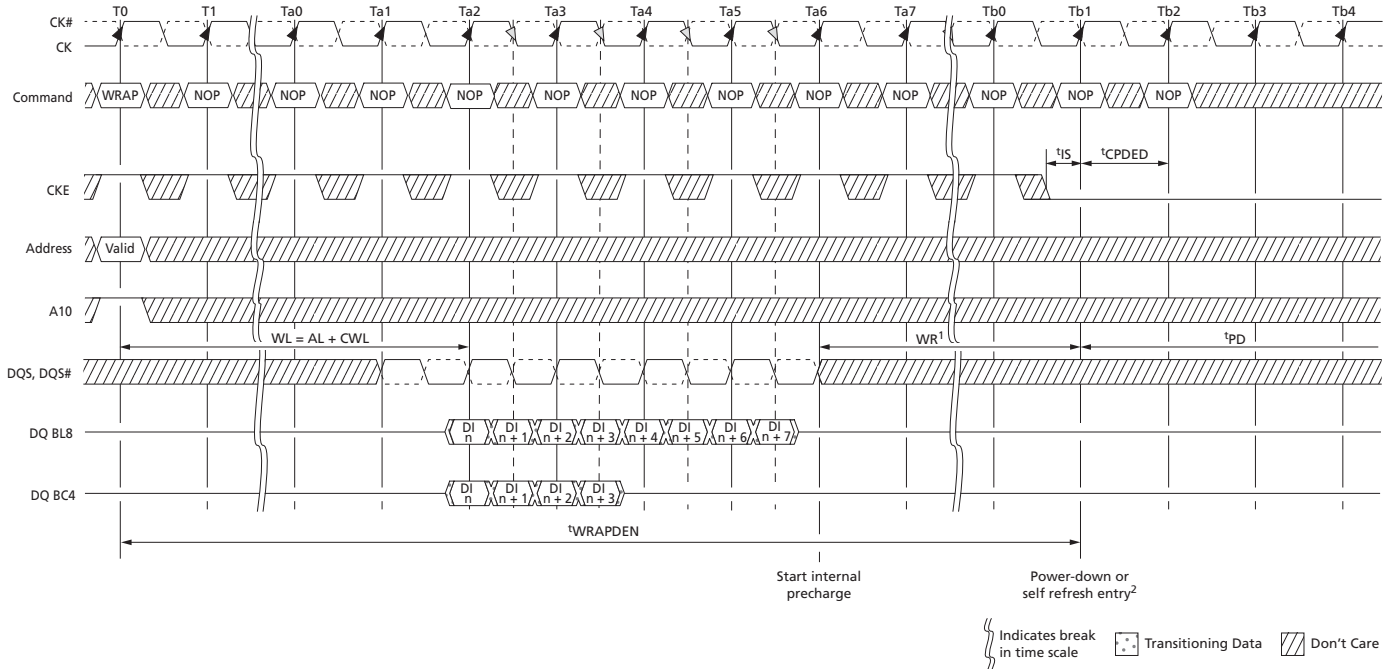 T0 T1 Ta0 Ta1 Ta2 Ta3 Ta4 Ta5 Ta6 Ta7 Tb0 Tb1 Tb2 Tb3 Tb4
CK#
CK
Command WRAP NOP NOP NOP NOP NOP NOP NOP NOP NOP NOP NOP NOP
tIS tCPDED
CKE
Address Valid
A10
WL = AL + CWL WR1 tPD
DQS, DQS#
DQ BL8 DI n DI n + 1 DI n + 2 DI n + 3 DI n + 4 DI n + 5 DI n + 6 DI n + 7
DQ BC4 DI n DI n + 1 DI n + 2 DI n + 3
tWRAPDEN
Start internal
precharge
Power-down or
self refresh entry2
Indicates break
in time scale
Transitioning Data
Don't Care